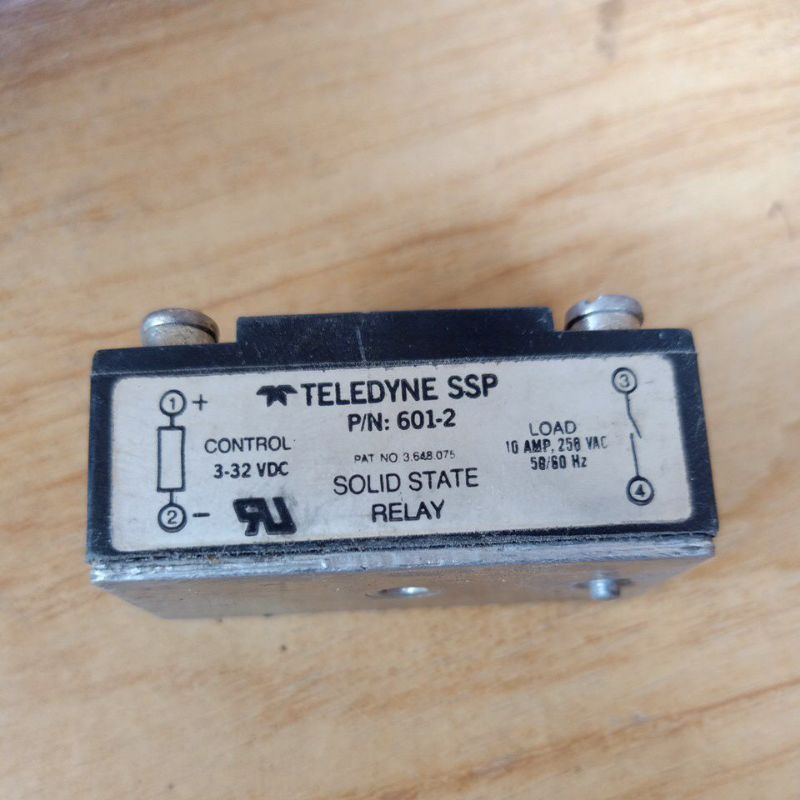 TELEDYNE SSP
P/N: 601-2
PAT NO 3.648.075
SOLID STATE
RELAY
1 +
CONTROL
3-32 VDC
2 −
RU
3
LOAD
10 AMP, 250 VAC
50/60 Hz
4